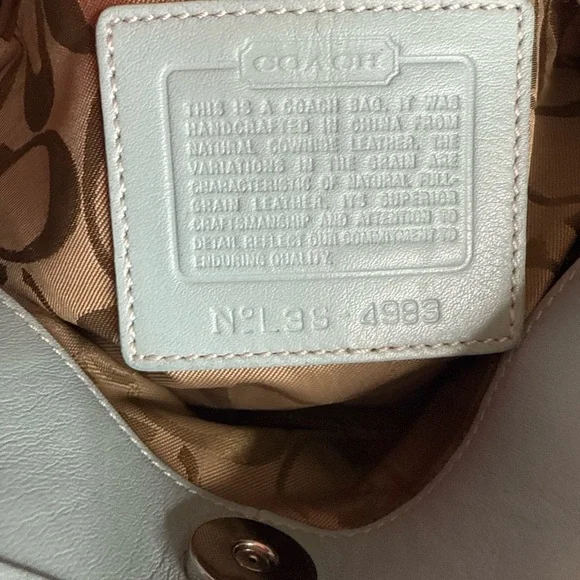 COACH
THIS IS A COACH BAG. IT WAS
HANDCRAFTED IN CHINA FROM
NATURAL COWHIDE LEATHER. THE
VARIATIONS IN THE GRAIN ARE
CHARACTERISTIC OF NATURAL FULL-
GRAIN LEATHER. ITS SUPERIOR
CRAFTSMANSHIP AND ATTENTION TO
DETAIL REFLECT OUR COMMITMENT TO
ENDURING QUALITY.
No L3S-4993